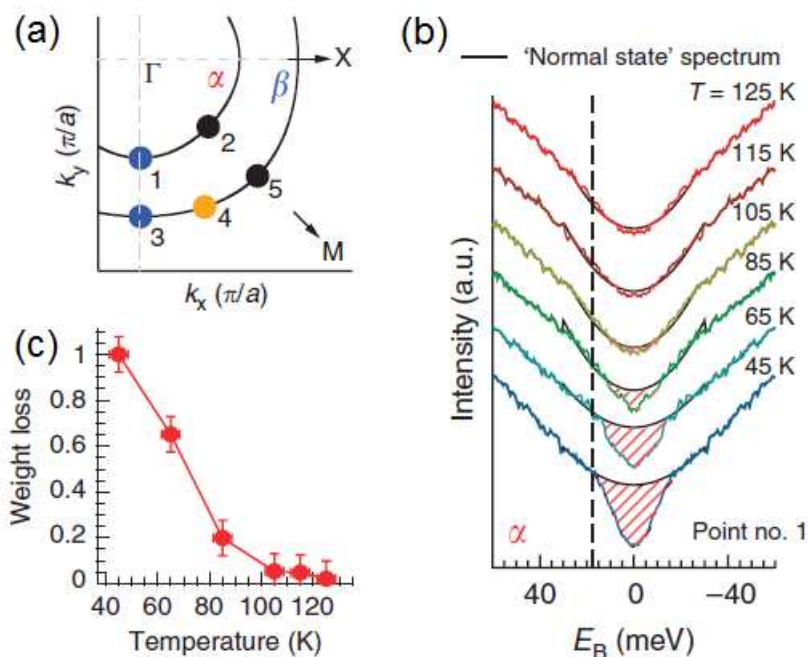 (a)
Γ
α
β
X
1
2
3
4
5
M
k_y (π/a)
k_x (π/a)
(b)
'Normal state' spectrum
T = 125 K
115 K
105 K
85 K
65 K
45 K
Intensity (a.u.)
α
Point no. 1
40
0
−40
E_B (meV)
(c)
Weight loss
1
0.8
0.6
0.4
0.2
0
40
60
80
100
120
Temperature (K)